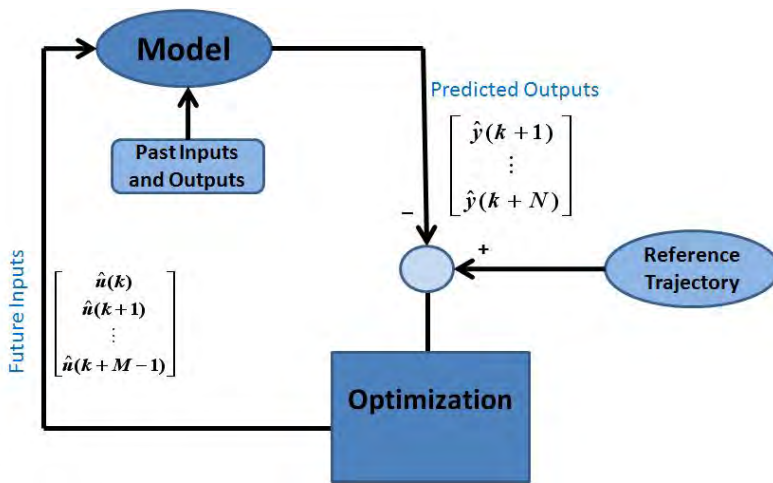 Model
Predicted Outputs
ŷ(k+1)
⋮
ŷ(k+N)
Past Inputs
and Outputs
−
+
Reference
Trajectory
Future Inputs
û(k)
û(k+1)
⋮
û(k+M−1)
Optimization